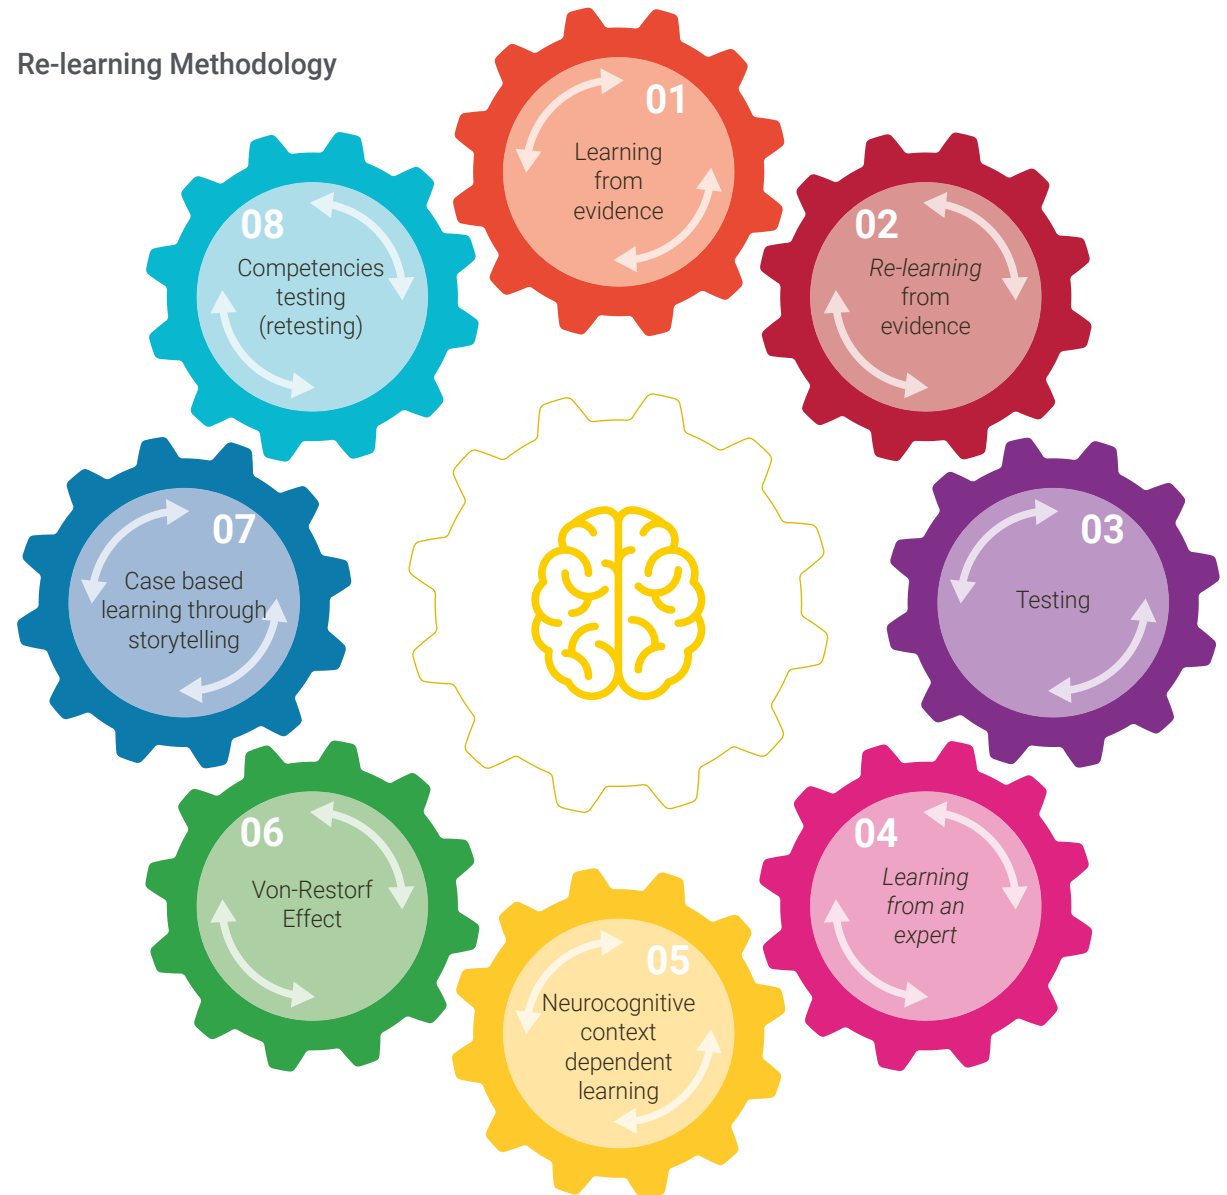 Re-learning Methodology
01
Learning
from
evidence
02
Re-learning
from
evidence
03
Testing
04
Learning
from an
expert
05
Neurocognitive
context
dependent
learning
06
Von-Restorf
Effect
07
Case based
learning through
storytelling
08
Competencies
testing
(retesting)